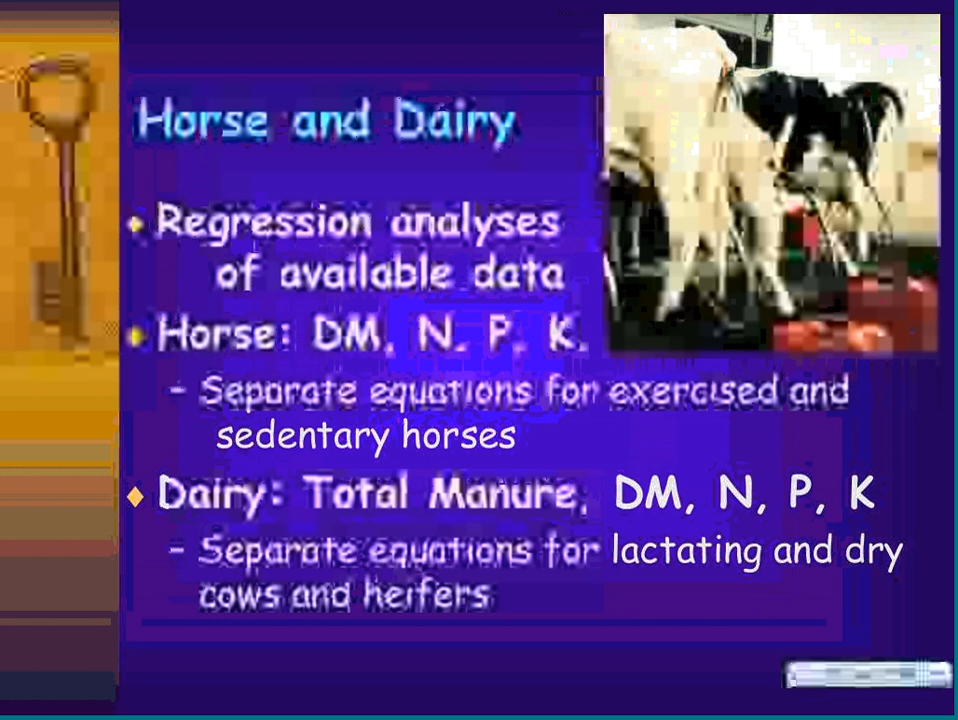 Horse and Dairy
Regression analyses
of available data
Horse: DM, N, P, K,
– Separate equations for exercised and
sedentary horses
Dairy: Total Manure, DM, N, P, K
– Separate equations for lactating and dry
cows and heifers